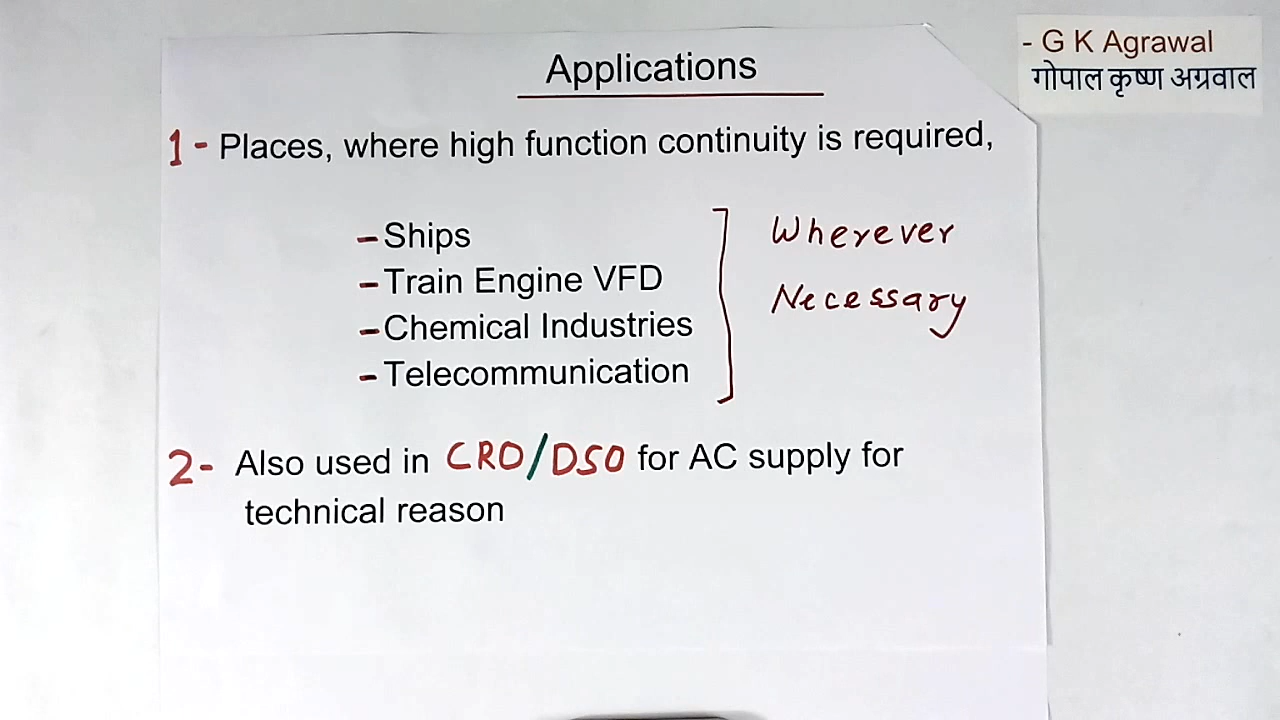 Applications
- G K Agrawal
गोपाल कृष्ण अग्रवाल
1 - Places, where high function continuity is required,
- Ships
- Train Engine VFD
- Chemical Industries
- Telecommunication
Wherever
Necessary
2 - Also used in CRO/DSO for AC supply for
technical reason